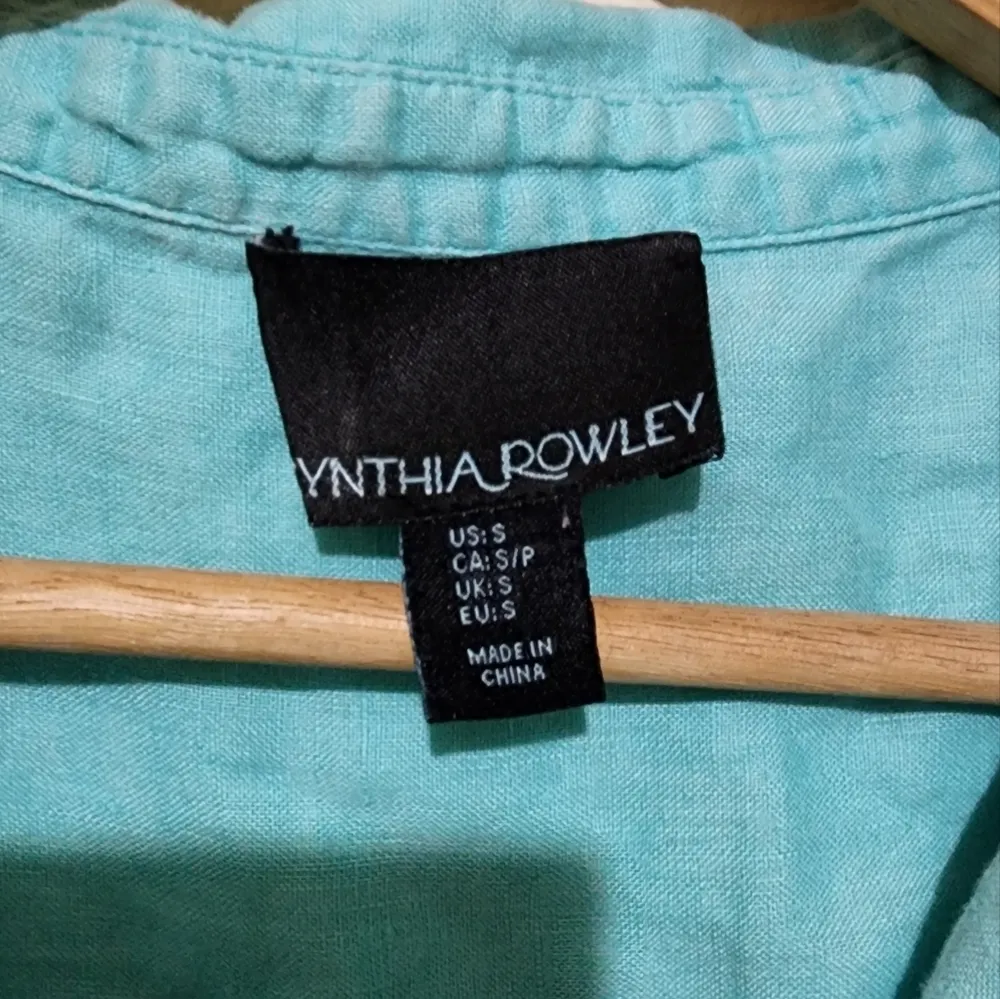 YNTHIA ROWLEY
US: S
CA: S/P
UK: S
EU: S
MADE IN
CHINA